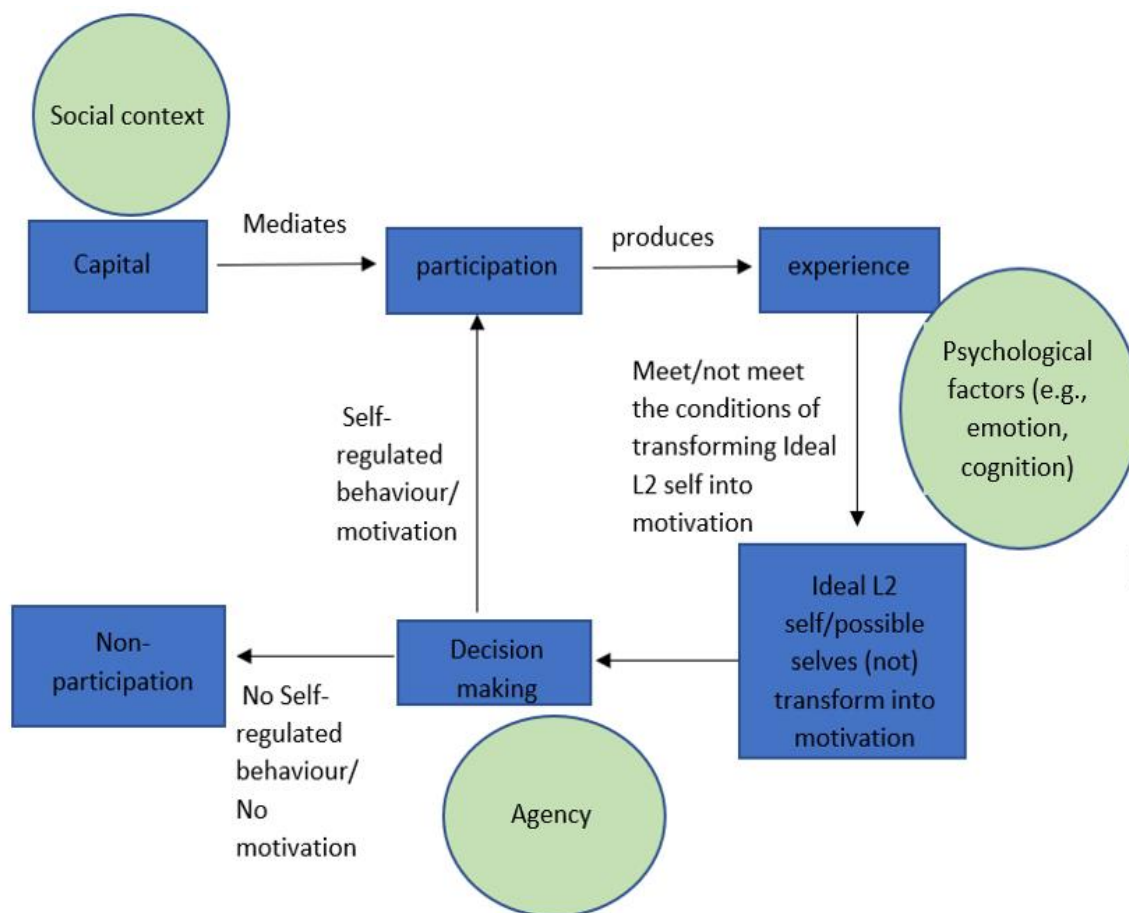 Social context
Capital
Mediates
participation
produces
experience
Psychological
factors (e.g.,
emotion,
cognition)
Meet/not meet
the conditions of
transforming Ideal
L2 self into
motivation
Self-
regulated
behaviour/
motivation
Ideal L2
self/possible
selves (not)
transform into
motivation
Decision
making
Non-
participation
No Self-
regulated
behaviour/
No
motivation
Agency